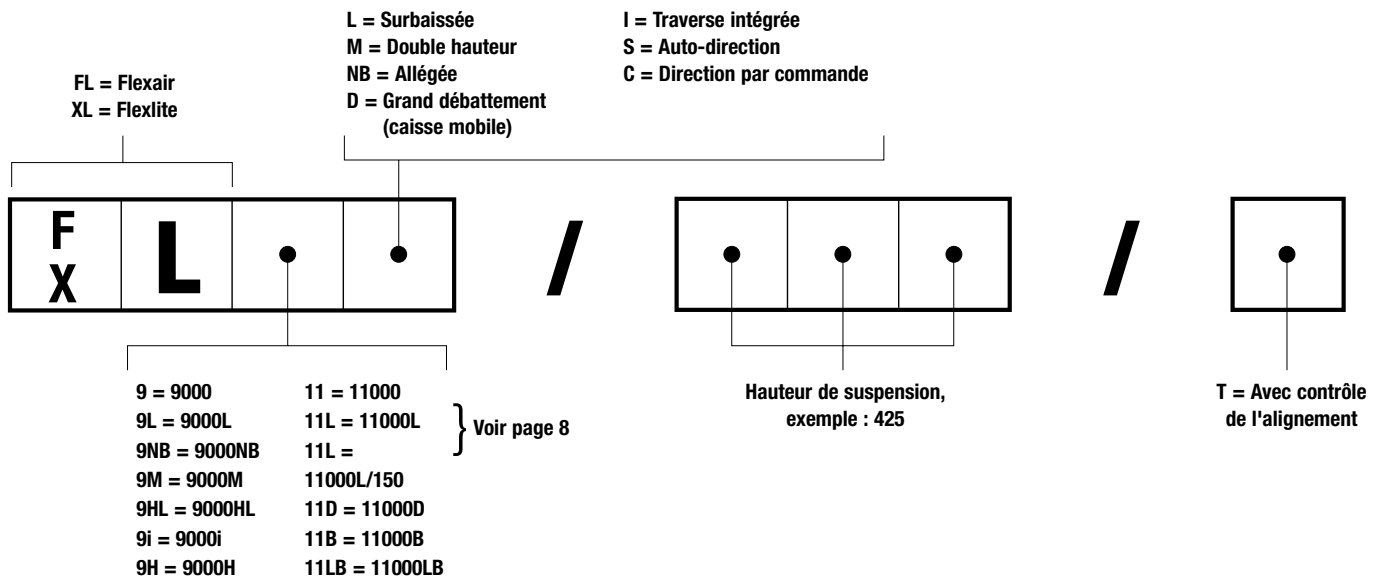 L = Surbaissée
M = Double hauteur
NB = Allégée
D = Grand débattement
(caisse mobile)
I = Traverse intégrée
S = Auto-direction
C = Direction par commande
FL = Flexair
XL = Flexlite
F
X
L
/
/
9 = 9000
9L = 9000L
9NB = 9000NB
9M = 9000M
9HL = 9000HL
9i = 9000i
9H = 9000H
11 = 11000
11L = 11000L
11L =
11000L/150
11D = 11000D
11B = 11000B
11LB = 11000LB
} Voir page 8
Hauteur de suspension,
exemple : 425
T = Avec contrôle
de l'alignement